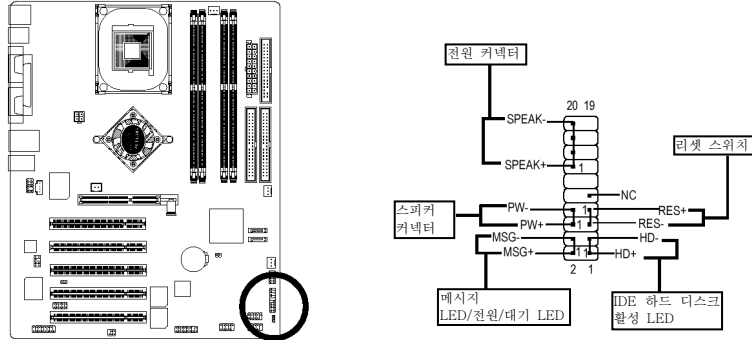 전원 커넥터
20 19
SPEAK-
SPEAK+
1
리셋 스위치
NC
스피커
커넥터
PW-
1
RES+
PW+
1
RES-
MSG-
HD-
MSG+
1
1
HD+
2 1
메시지
LED/전원/대기 LED
IDE 하드 디스크
활성 LED